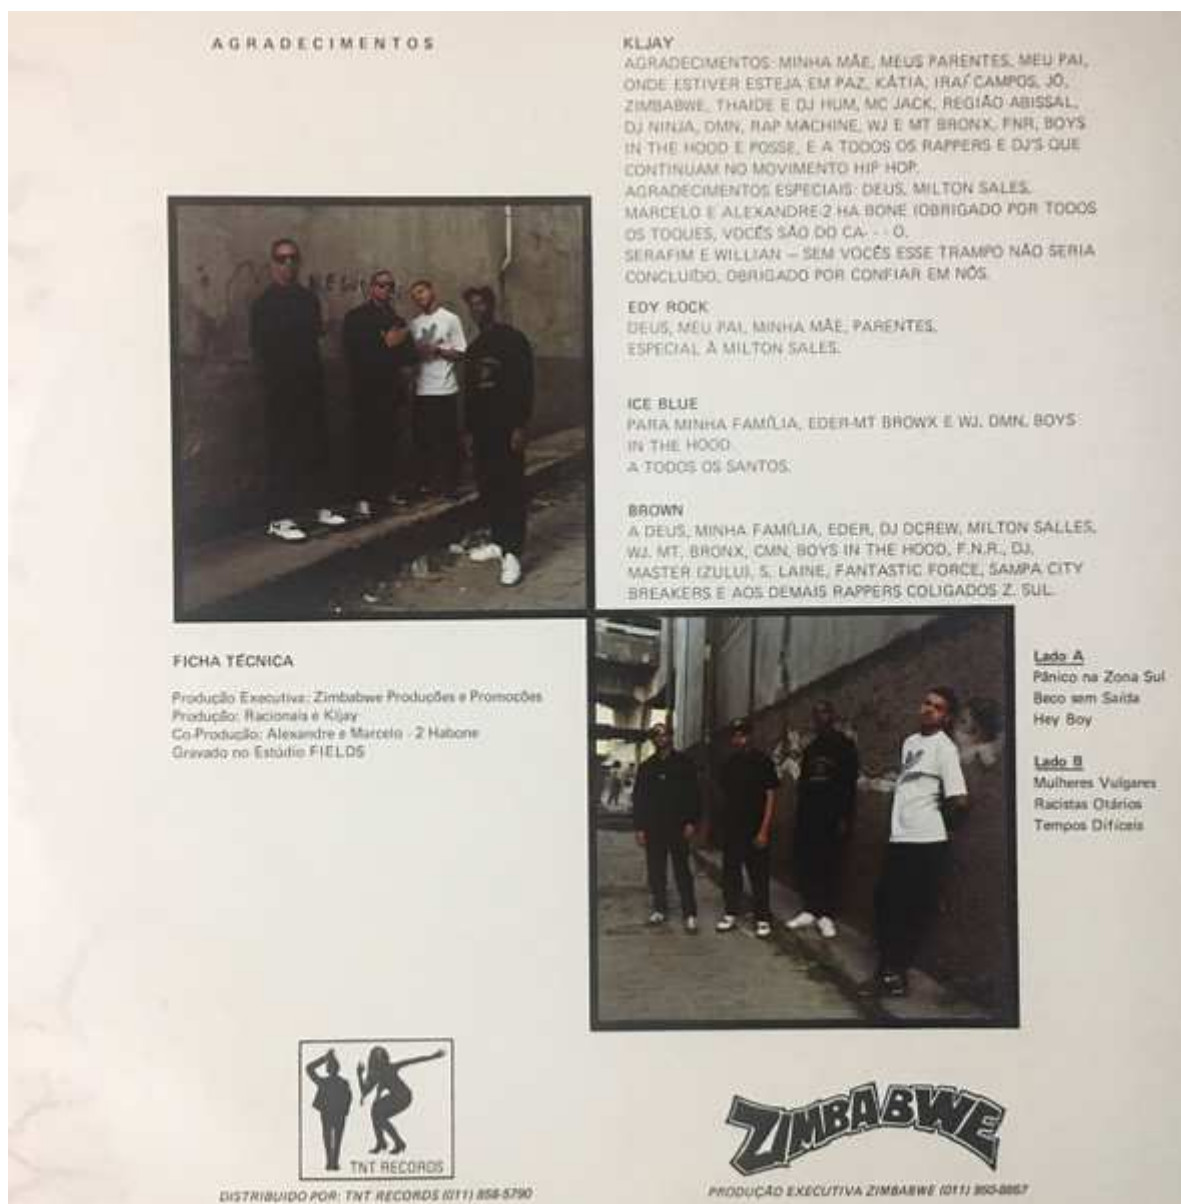 AGRADECIMENTOS
KLJAY
AGRADECIMENTOS: MINHA MÃE, MEUS PARENTES, MEU PAI,
ONDE ESTIVER ESTEJA EM PAZ, KÁTIA, IRAÍ CAMPOS, JÔ,
ZIMBABWE, THAIDE E DJ HUM, MC JACK, REGIÃO ABISSAL,
DJ NINJA, DMN, RAP MACHINE, WJ E MT BRONX, FNR, BOYS
IN THE HOOD E POSSE, E A TODOS OS RAPPERS E DJ'S QUE
CONTINUAM NO MOVIMENTO HIP HOP.
AGRADECIMENTOS ESPECIAIS: DEUS, MILTON SALES,
MARCELO E ALEXANDRE-2 HA BONE (OBRIGADO POR TODOS
OS TOQUES, VOCÊS SÃO DO CA- - - O.
SERAFIM E WILLIAN – SEM VOCÊS ESSE TRAMPO NÃO SERIA
CONCLUÍDO, OBRIGADO POR CONFIAR EM NÓS.
EDY ROCK
DEUS, MEU PAI, MINHA MÃE, PARENTES,
ESPECIAL À MILTON SALES.
ICE BLUE
PARA MINHA FAMÍLIA, EDER-MT BROWX E WJ, DMN, BOYS
IN THE HOOD
A TODOS OS SANTOS.
BROWN
A DEUS, MINHA FAMÍLIA, EDER, DJ DCREW, MILTON SALLES,
WJ. MT. BRONX, CMN, BOYS IN THE HOOD, F.N.R., DJ.
MASTER (ZULU), S. LAINE, FANTASTIC FORCE, SAMPA CITY
BREAKERS E AOS DEMAIS RAPPERS COLIGADOS Z. SUL.
FICHA TÉCNICA
Produção Executiva: Zimbabwe Produções e Promoções
Produção: Racionais e Kljay
Co-Produção: Alexandre e Marcelo - 2 Habone
Gravado no Estúdio FIELDS
Lado A
Pânico na Zona Sul
Beco sem Saída
Hey Boy
Lado B
Mulheres Vulgares
Racistas Otários
Tempos Difíceis
TNT RECORDS
DISTRIBUIDO POR: TNT RECORDS (011) 858-5790
ZIMBABWE
PRODUÇÃO EXECUTIVA ZIMBABWE (011)